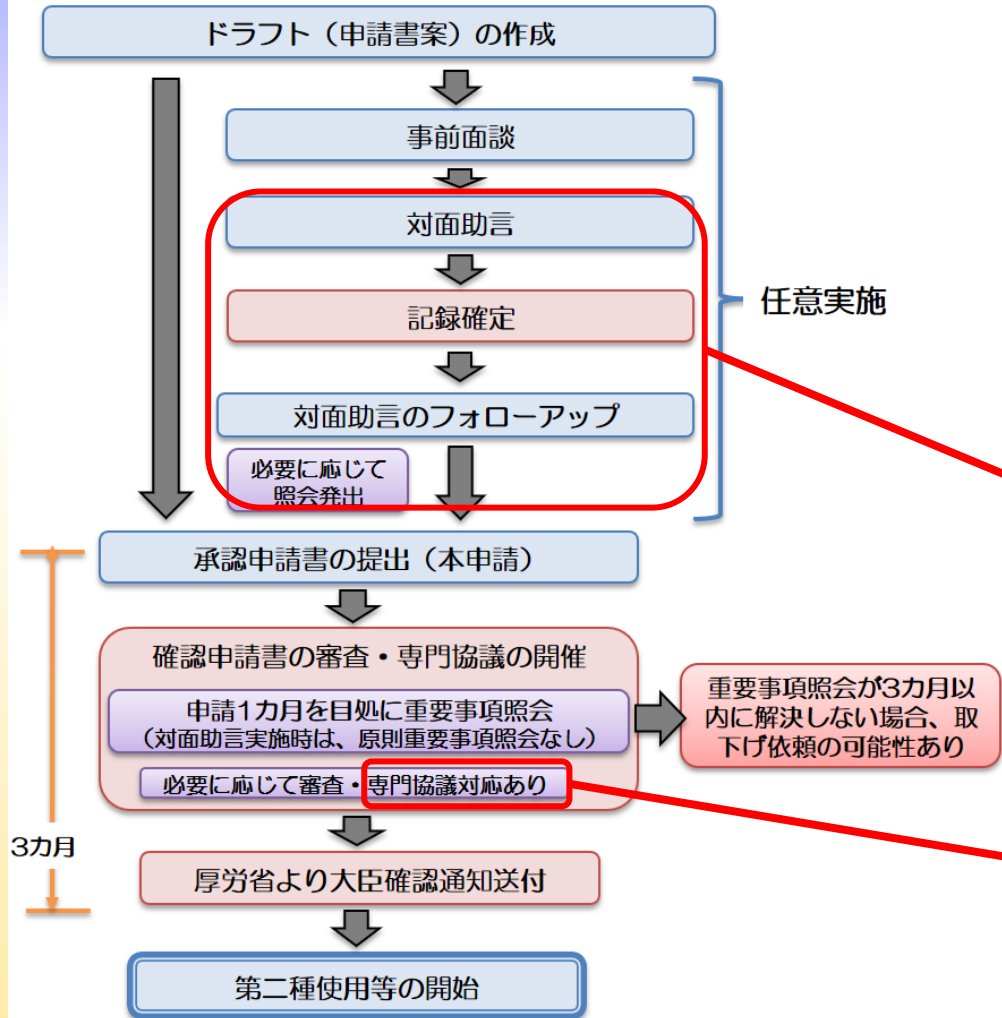 ドラフト（申請書案）の作成
事前面談
対面助言
記録確定
対面助言のフォローアップ
必要に応じて
照会発出
任意実施
承認申請書の提出（本申請）
確認申請書の審査・専門協議の開催
申請1カ月を目処に重要事項照会
（対面助言実施時は、原則重要事項照会なし）
必要に応じて審査・専門協議対応あり
重要事項照会が3カ月以
内に解決しない場合、取
下げ依頼の可能性あり
3カ月
厚労省より大臣確認通知送付
第二種使用等の開始